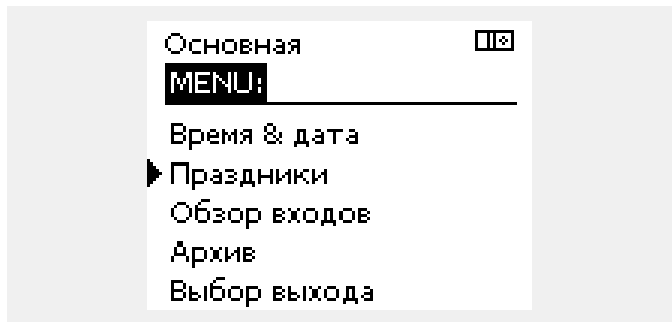 Основная
MENU:
Время & дата
Праздники
Обзор входов
Архив
Выбор выхода